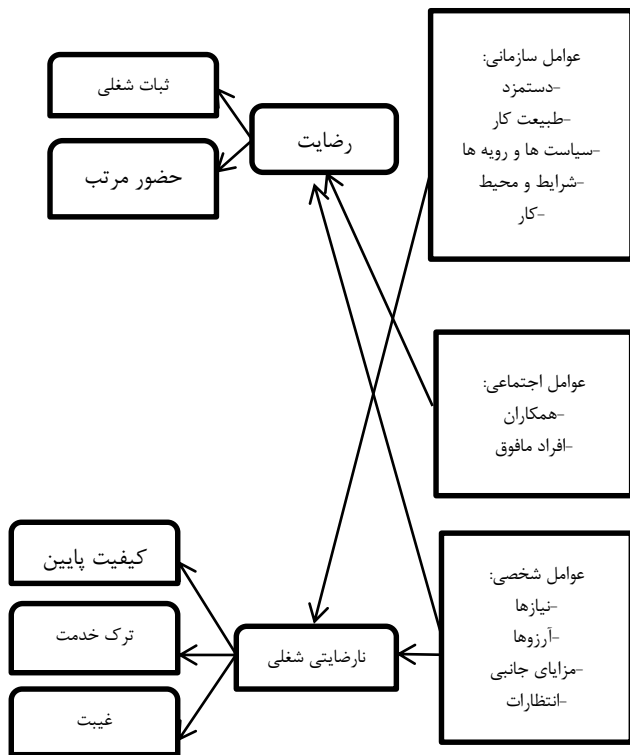 عوامل سازمانی:
-دستمزد
-طبیعت کار
-سیاست ها و رویه ها
-شرایط و محیط
-کار
رضایت
ثبات شغلی
حضور مرتب
عوامل اجتماعی:
-همکاران
-افراد مافوق
عوامل شخصی:
-نیازها
-آرزوها
-مزایای جانبی
-انتظارات
نارضایتی شغلی
کیفیت پایین
ترک خدمت
غیبت